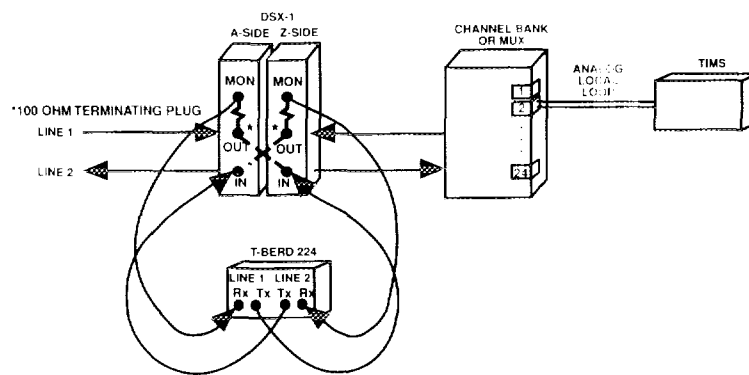 DSX-1
A-SIDE Z-SIDE
CHANNEL BANK
OR MUX
MON MON
ANALOG
LOCAL
LOOP
TIMS
*100 OHM TERMINATING PLUG
LINE 1
* *
OUT OUT
LINE 2
IN IN
1
2
24
T-BERD 224
LINE 1 LINE 2
Rx Tx Tx Rx